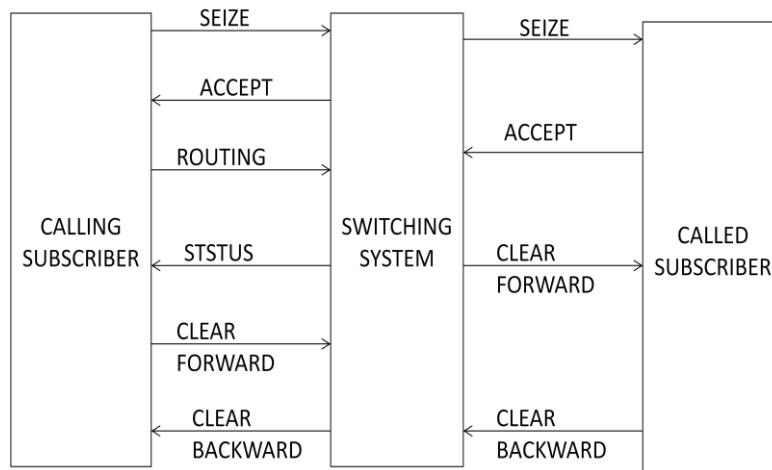 SEIZE
SEIZE
ACCEPT
ACCEPT
ROUTING
CALLING
SUBSCRIBER
STSTUS
SWITCHING
SYSTEM
CLEAR
FORWARD
CALLED
SUBSCRIBER
CLEAR
FORWARD
CLEAR
BACKWARD
CLEAR
BACKWARD